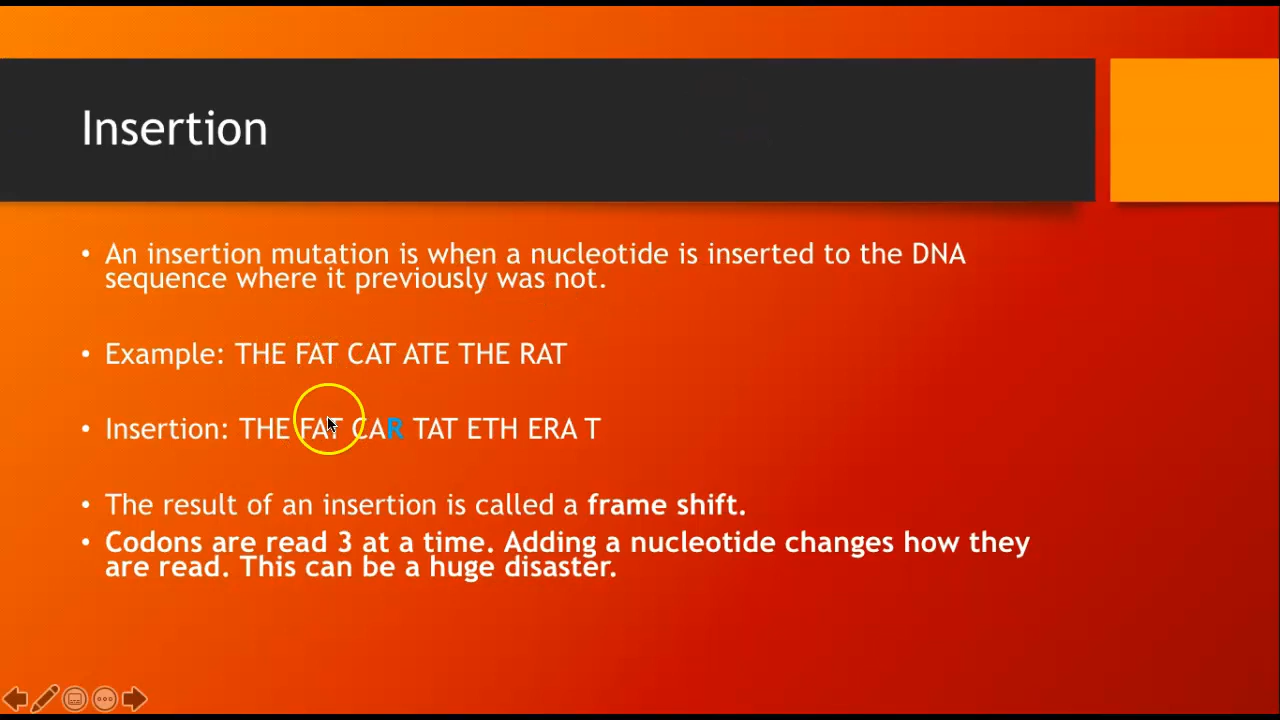 Insertion
• An insertion mutation is when a nucleotide is inserted to the DNA
sequence where it previously was not.
• Example: THE FAT CAT ATE THE RAT
• Insertion: THE FAT CAR TAT ETH ERA T
• The result of an insertion is called a frame shift.
• Codons are read 3 at a time. Adding a nucleotide changes how they
are read. This can be a huge disaster.